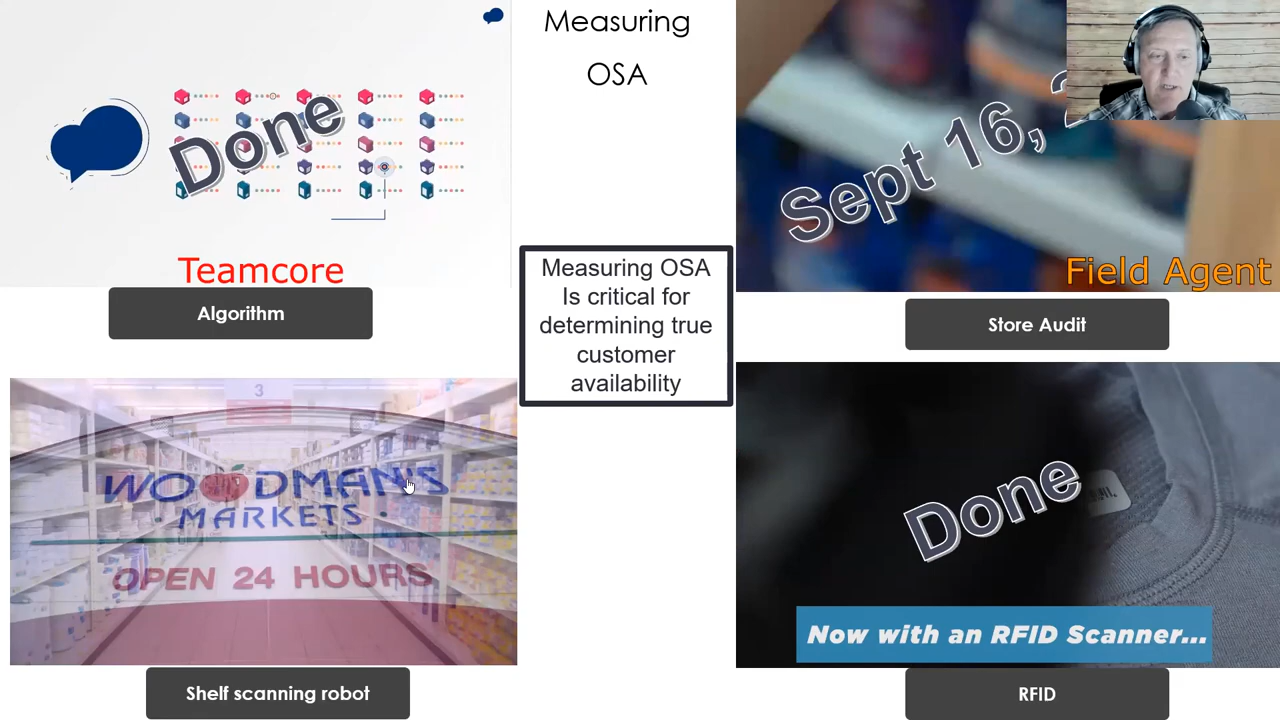 Measuring
OSA
Done
Teamcore
Algorithm
Sept 16,
Field Agent
Store Audit
Measuring OSA
Is critical for
determining true
customer
availability
3
WOODMAN'S
MARKETS
OPEN 24 HOURS
Shelf scanning robot
Done
Now with an RFID Scanner...
RFID